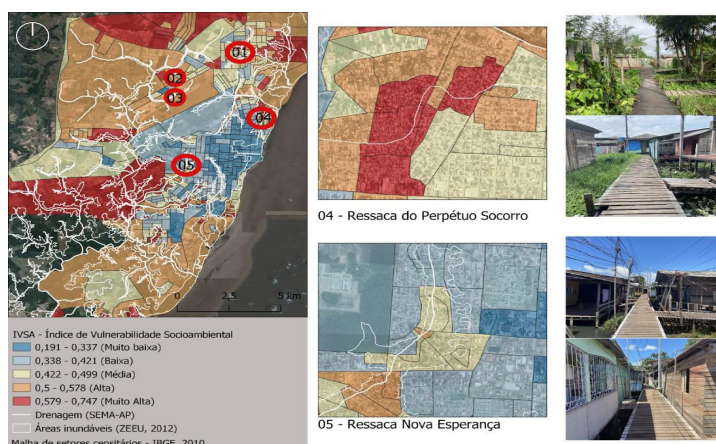 01
02
03
04
05
0 2,5 5 km
IVSA - Índice de Vulnerabilidade Socioambiental
0,191 - 0,337 (Muito baixa)
0,338 - 0,421 (Baixa)
0,422 - 0,499 (Média)
0,5 - 0,578 (Alta)
0,579 - 0,747 (Muito Alta)
Drenagem (SEMA-AP)
Áreas inundáveis (ZEEU, 2012)
Malha de setores censitários - IBGE, 2010
04 - Ressaca do Perpétuo Socorro
05 - Ressaca Nova Esperança